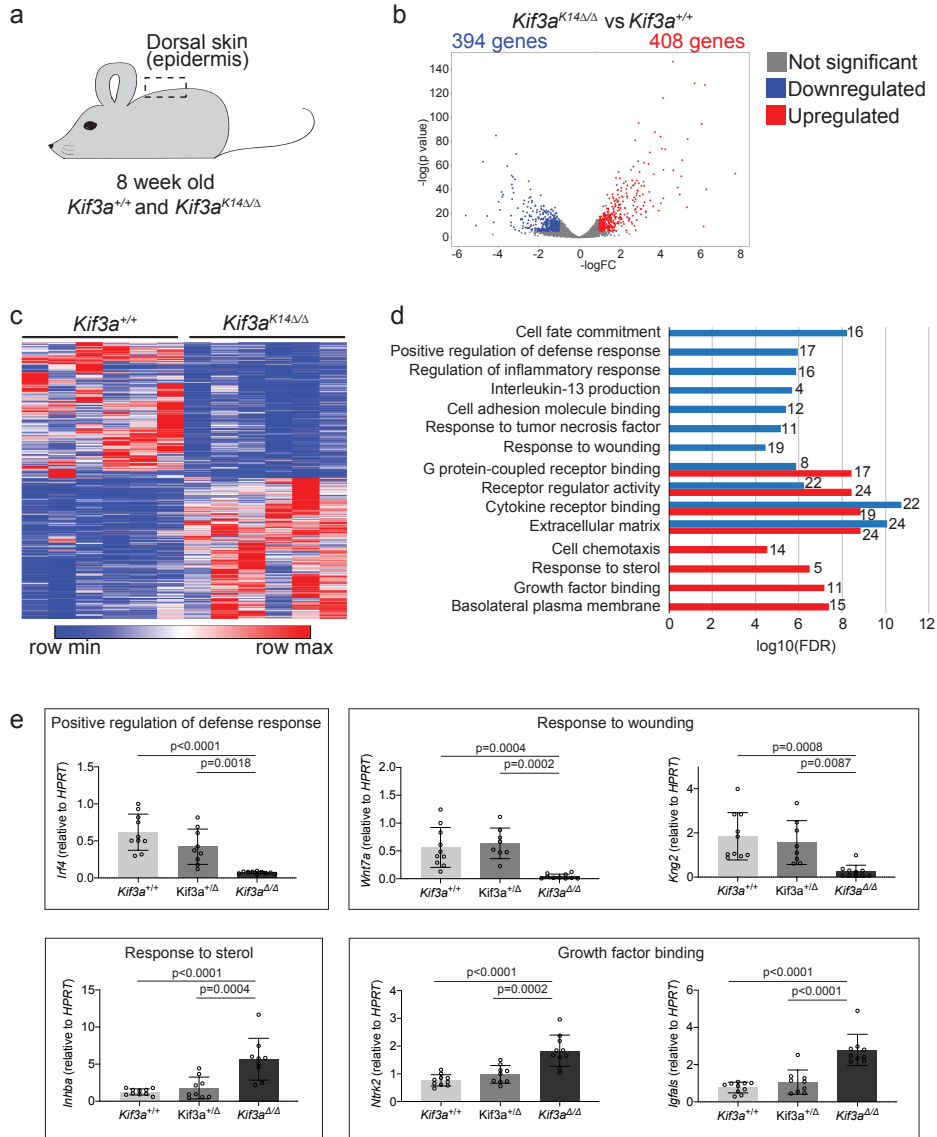 a
Dorsal skin
(epidermis)
8 week old
Kif3a+/+ and Kif3aK14Δ/Δ
b
Kif3aK14Δ/Δ vs Kif3a+/+
394 genes 408 genes
Not significant
Downregulated
Upregulated
-log(p value)
140
120
100
80
60
40
20
0
-6 -4 -2 0 2 4 6 8
-logFC
c
Kif3a+/+ Kif3aK14Δ/Δ
row min row max
d
Cell fate commitment 16
Positive regulation of defense response 17
Regulation of inflammatory response 16
Interleukin-13 production 4
Cell adhesion molecule binding 12
Response to tumor necrosis factor 11
Response to wounding 19
G protein-coupled receptor binding 8 17
Receptor regulator activity 22 24
Cytokine receptor binding 22 19
Extracellular matrix 24 24
Cell chemotaxis 14
Response to sterol 5
Growth factor binding 11
Basolateral plasma membrane 15
0 2 4 6 8 10 12
log10(FDR)
e
Positive regulation of defense response
p<0.0001
p=0.0018
Irf4 (relative to HPRT)
1.5
1.0
0.5
0.0
Kif3a+/+ Kif3a+/Δ Kif3aΔ/Δ
Response to wounding
p=0.0004
p=0.0002
Wnt7a (relative to HPRT)
2.0
1.5
1.0
0.5
0.0
Kif3a+/+ Kif3a+/Δ Kif3aΔ/Δ
p=0.0008
p=0.0087
Kng2 (relative to HPRT)
4
2
0
Kif3a+/+ Kif3a+/Δ Kif3aΔ/Δ
Response to sterol
p<0.0001
p=0.0004
Inhba (relative to HPRT)
15
10
5
0
Kif3a+/+ Kif3a+/Δ Kif3aΔ/Δ
Growth factor binding
p<0.0001
p=0.0002
Ntrk2 (relative to HPRT)
4
3
2
1
0
Kif3a+/+ Kif3a+/Δ Kif3aΔ/Δ
p<0.0001
p<0.0001
Igfals (relative to HPRT)
6
4
2
0
Kif3a+/+ Kif3a+/Δ Kif3aΔ/Δ